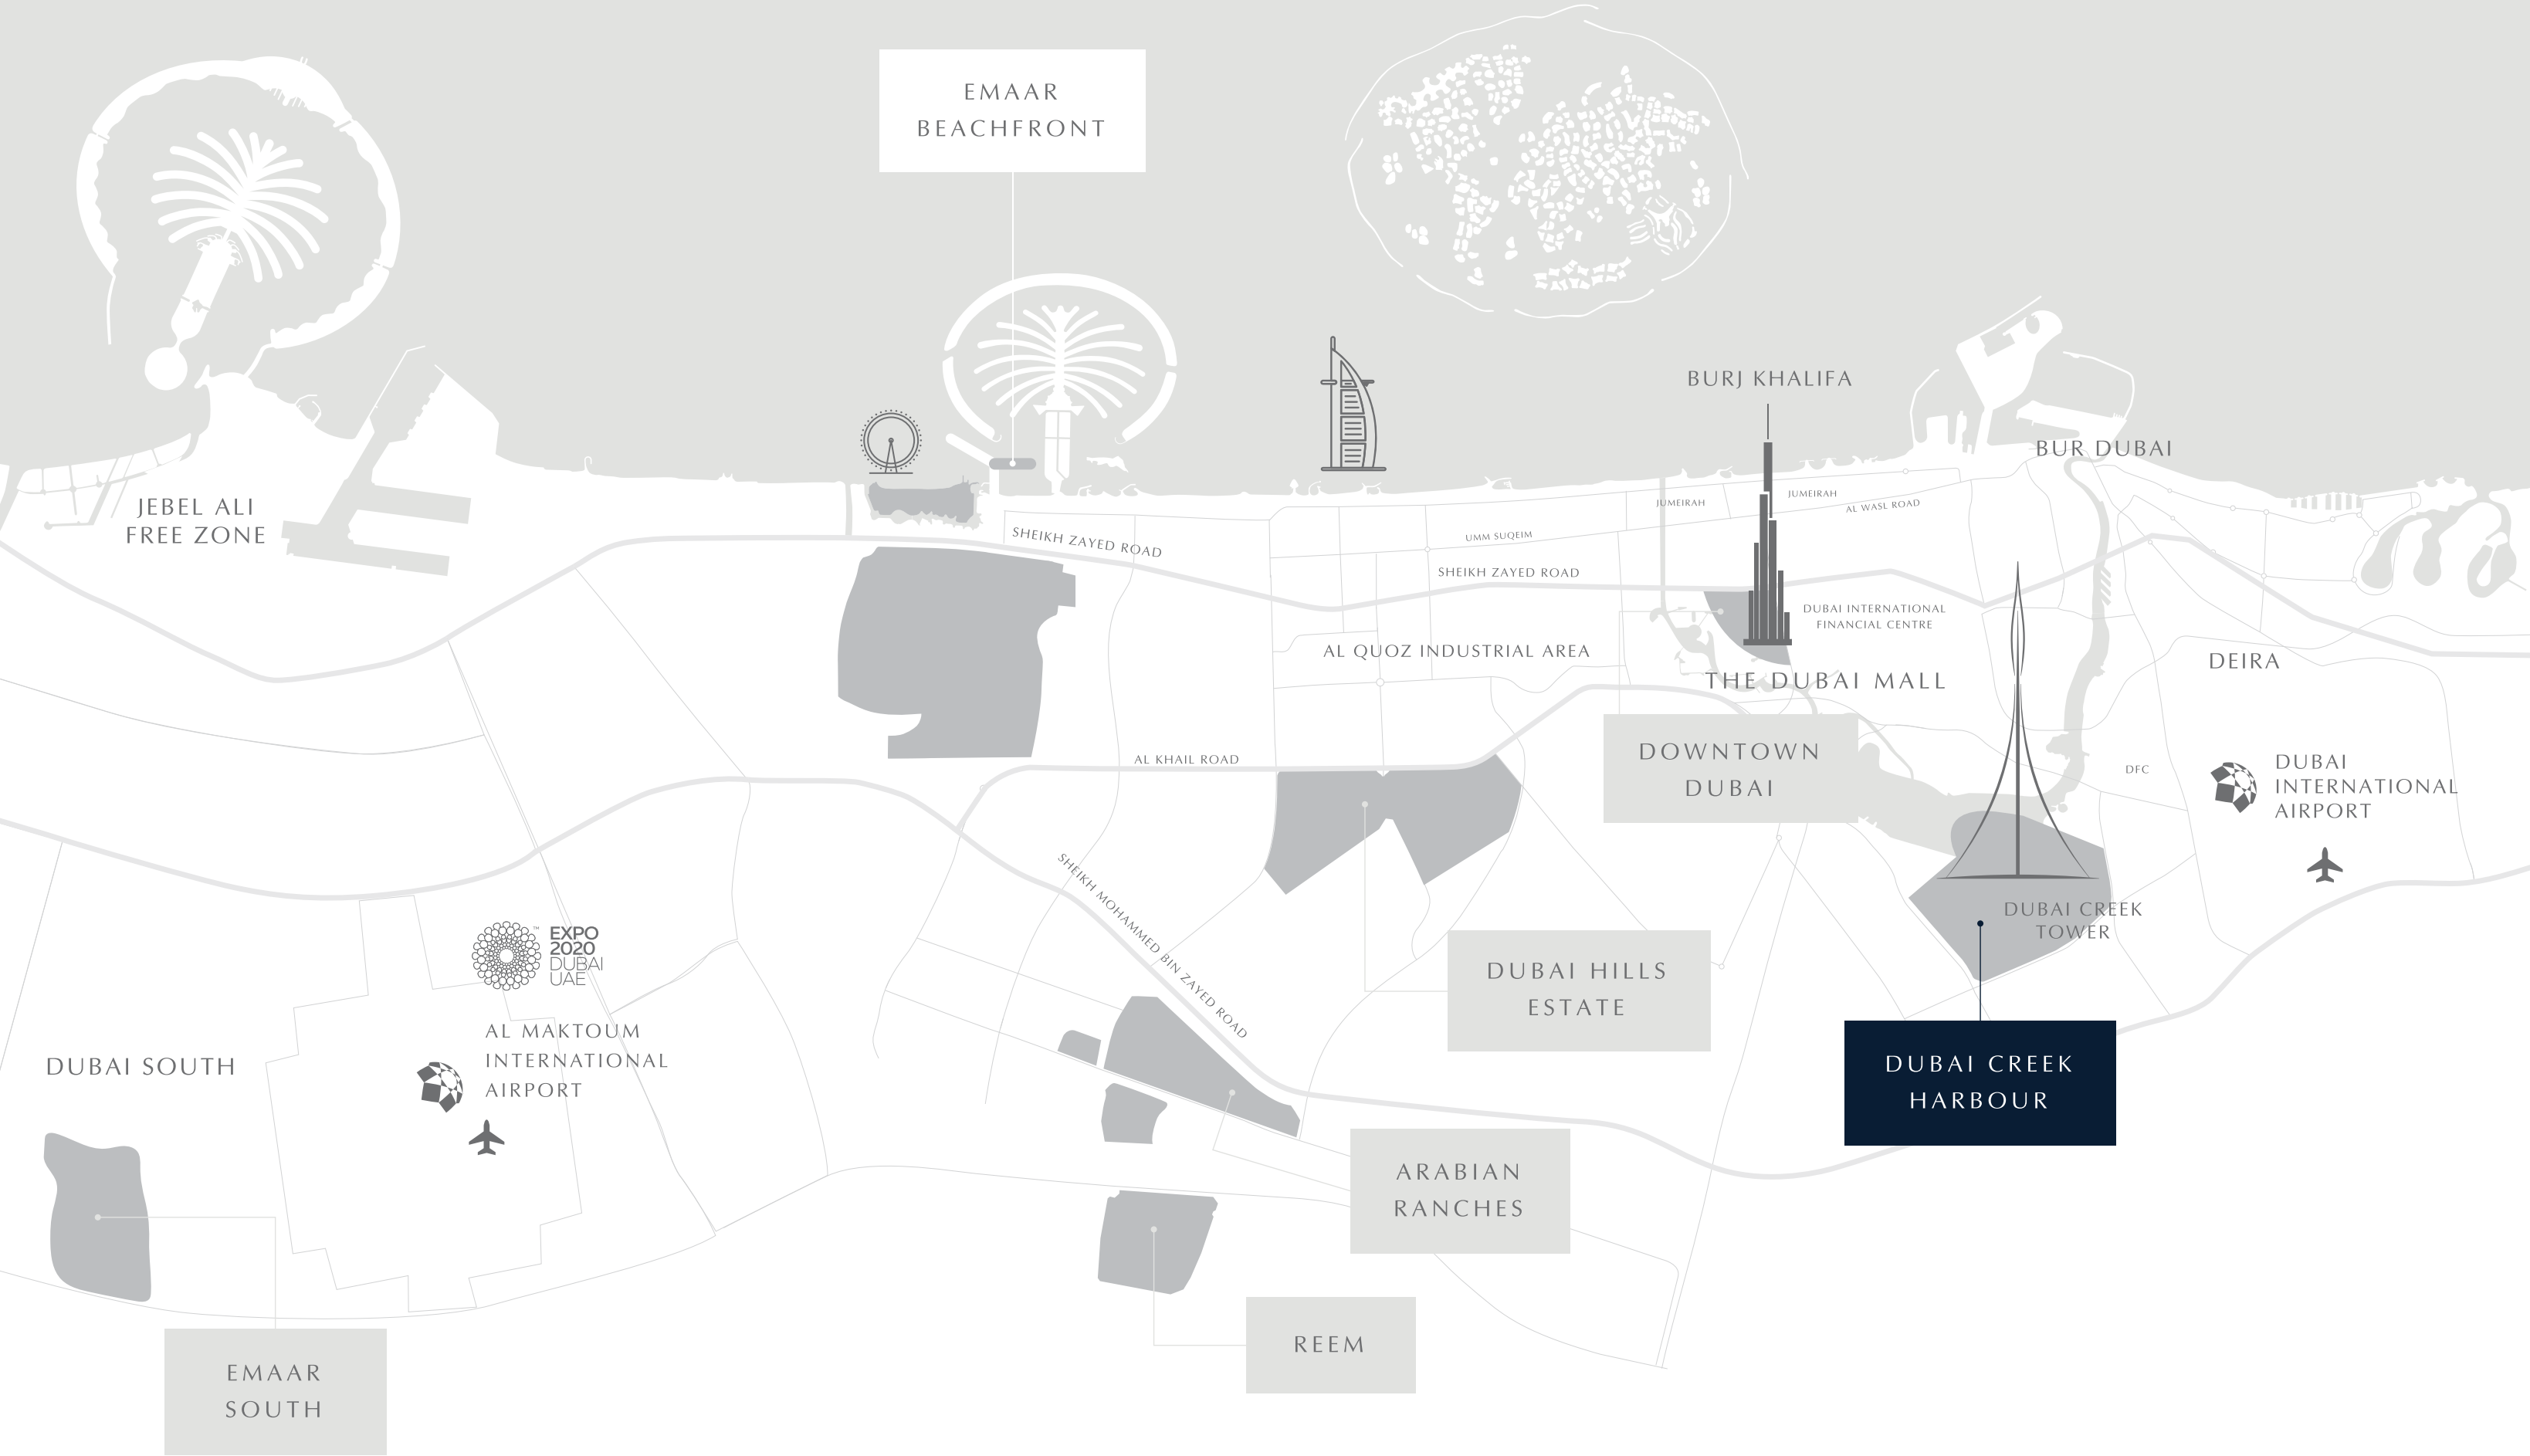 EMAAR
BEACHFRONT
BURJ KHALIFA
BUR DUBAI
JEBEL ALI
FREE ZONE
JUMEIRAH
JUMEIRAH
AL WASL ROAD
SHEIKH ZAYED ROAD
UMM SUQEIM
SHEIKH ZAYED ROAD
DUBAI INTERNATIONAL
FINANCIAL CENTRE
AL QUOZ INDUSTRIAL AREA
THE DUBAI MALL
DEIRA
DOWNTOWN
DUBAI
AL KHAIL ROAD
DFC
DUBAI
INTERNATIONAL
AIRPORT
SHEIKH MOHAMMED BIN ZAYED ROAD
DUBAI CREEK
TOWER
EXPO
2020
DUBAI
UAE
™
DUBAI HILLS
ESTATE
AL MAKTOUM
INTERNATIONAL
AIRPORT
DUBAI SOUTH
DUBAI CREEK
HARBOUR
ARABIAN
RANCHES
REEM
EMAAR
SOUTH